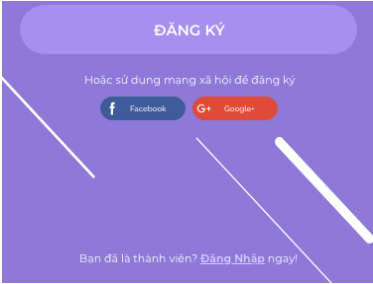 ĐĂNG KÝ
Hoặc sử dụng mạng xã hội để đăng ký
f Facebook G+ Google+
Bạn đã là thành viên? Đăng Nhập ngay!